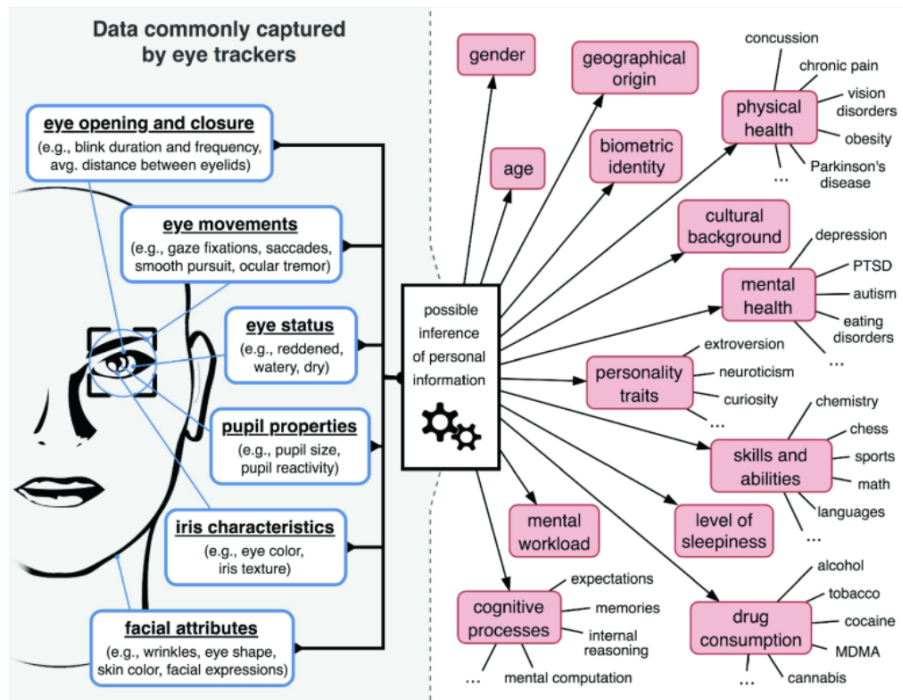 Data commonly captured
by eye trackers
eye opening and closure
(e.g., blink duration and frequency,
avg. distance between eyelids)
eye movements
(e.g., gaze fixations, saccades,
smooth pursuit, ocular tremor)
eye status
(e.g., reddened,
watery, dry)
pupil properties
(e.g., pupil size,
pupil reactivity)
iris characteristics
(e.g., eye color,
iris texture)
facial attributes
(e.g., wrinkles, eye shape,
skin color, facial expressions)
possible
inference
of personal
information
gender
age
geographical
origin
biometric
identity
physical
health
concussion
chronic pain
vision
disorders
obesity
Parkinson's
disease
...
cultural
background
mental
health
depression
PTSD
autism
eating
disorders
...
personality
traits
extroversion
neuroticism
curiosity
...
skills and
abilities
chemistry
chess
sports
math
languages
...
mental
workload
level of
sleepiness
cognitive
processes
expectations
memories
internal
reasoning
mental computation
...
drug
consumption
alcohol
tobacco
cocaine
MDMA
cannabis
...